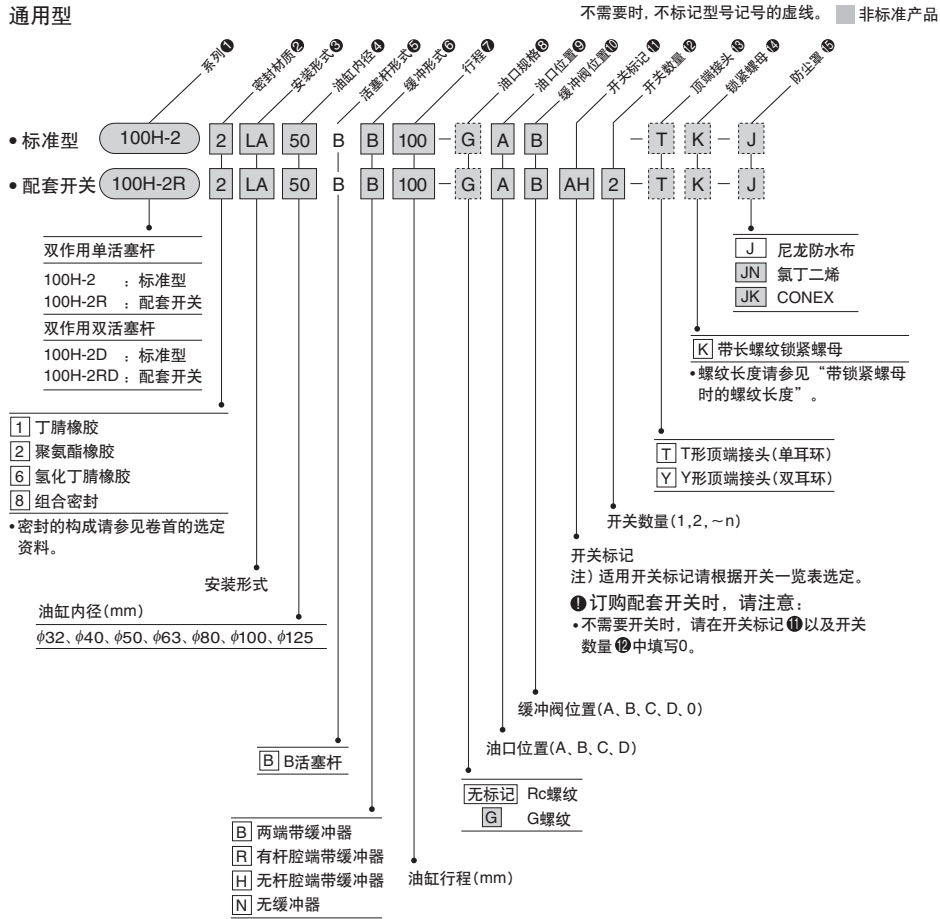 通用型
不需要时, 不标记型号记号的虚线。 非标准产品
系列❶ 密封材质❷ 安装形式❸ 油缸内径❹ 活塞杆形式❺ 缓冲形式❻ 行程❼ 油口规格❽ 油口位置❾ 缓冲阀位置❿ 开关标记⓫ 开关数量⓬ 顶端接头⓭ 锁紧螺母⓮ 防尘罩⓯
•标准型 100H-2 2 LA 50 B B 100 - G A B - T K - J
•配套开关 100H-2R 2 LA 50 B B 100 - G A B AH 2 - T K - J
双作用单活塞杆
100H-2 : 标准型
100H-2R : 配套开关
双作用双活塞杆
100H-2D : 标准型
100H-2RD : 配套开关
J 尼龙防水布
JN 氯丁二烯
JK CONEX
K 带长螺纹锁紧螺母
•螺纹长度请参见“带锁紧螺母
时的螺纹长度”。
1 丁腈橡胶
2 聚氨酯橡胶
6 氢化丁腈橡胶
8 组合密封
•密封的构成请参见卷首的选定
资料。
T T形顶端接头(单耳环)
Y Y形顶端接头(双耳环)
开关数量(1,2,~n)
开关标记
注) 适用开关标记请根据开关一览表选定。
❗订购配套开关时, 请注意:
•不需要开关时, 请在开关标记⓫以及开关
数量⓬中填写0。
安装形式
油缸内径(mm)
φ32、φ40、φ50、φ63、φ80、φ100、φ125
缓冲阀位置(A、B、C、D、0)
油口位置(A、B、C、D)
B B活塞杆
无标记 Rc螺纹
G G螺纹
B 两端带缓冲器
R 有杆腔端带缓冲器
H 无杆腔端带缓冲器
N 无缓冲器
油缸行程(mm)